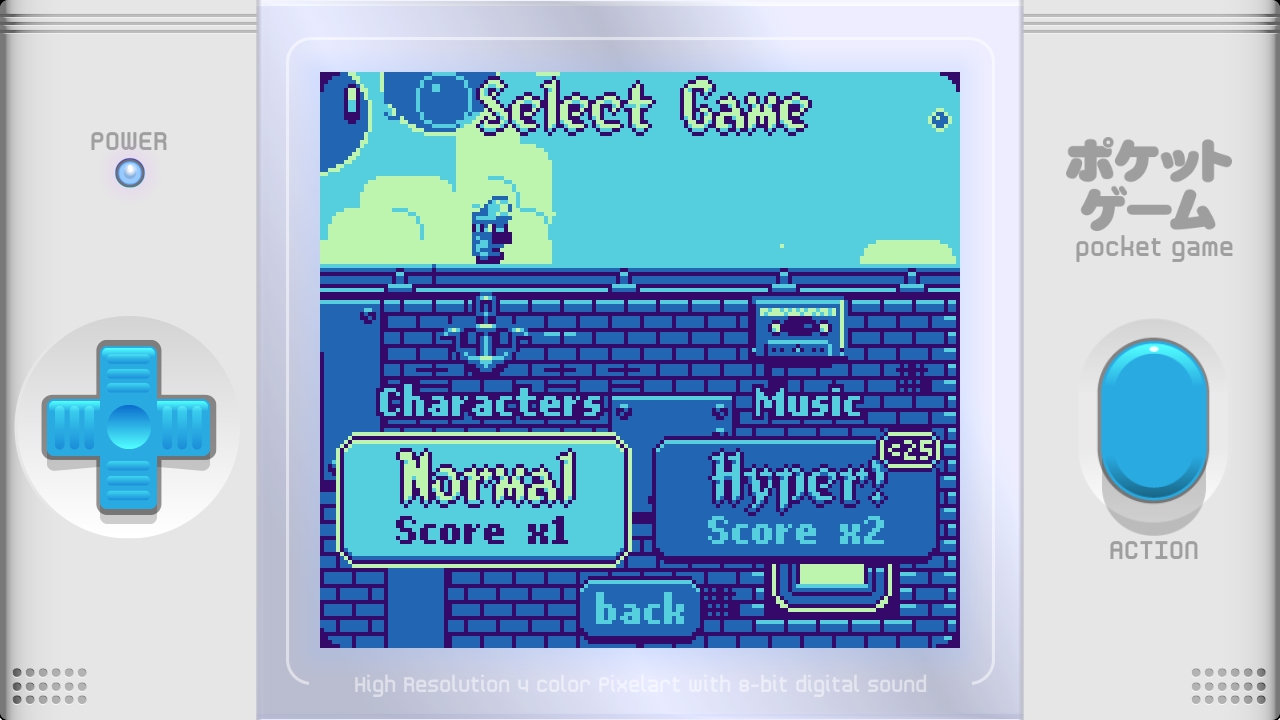 POWER
Select Game
ポケット
ゲーム
pocket game
Characters
Music
<25
Normal
Hyper!
Score x1
Score x2
ACTION
back
High Resolution 4 color Pixelart with 8-bit digital sound